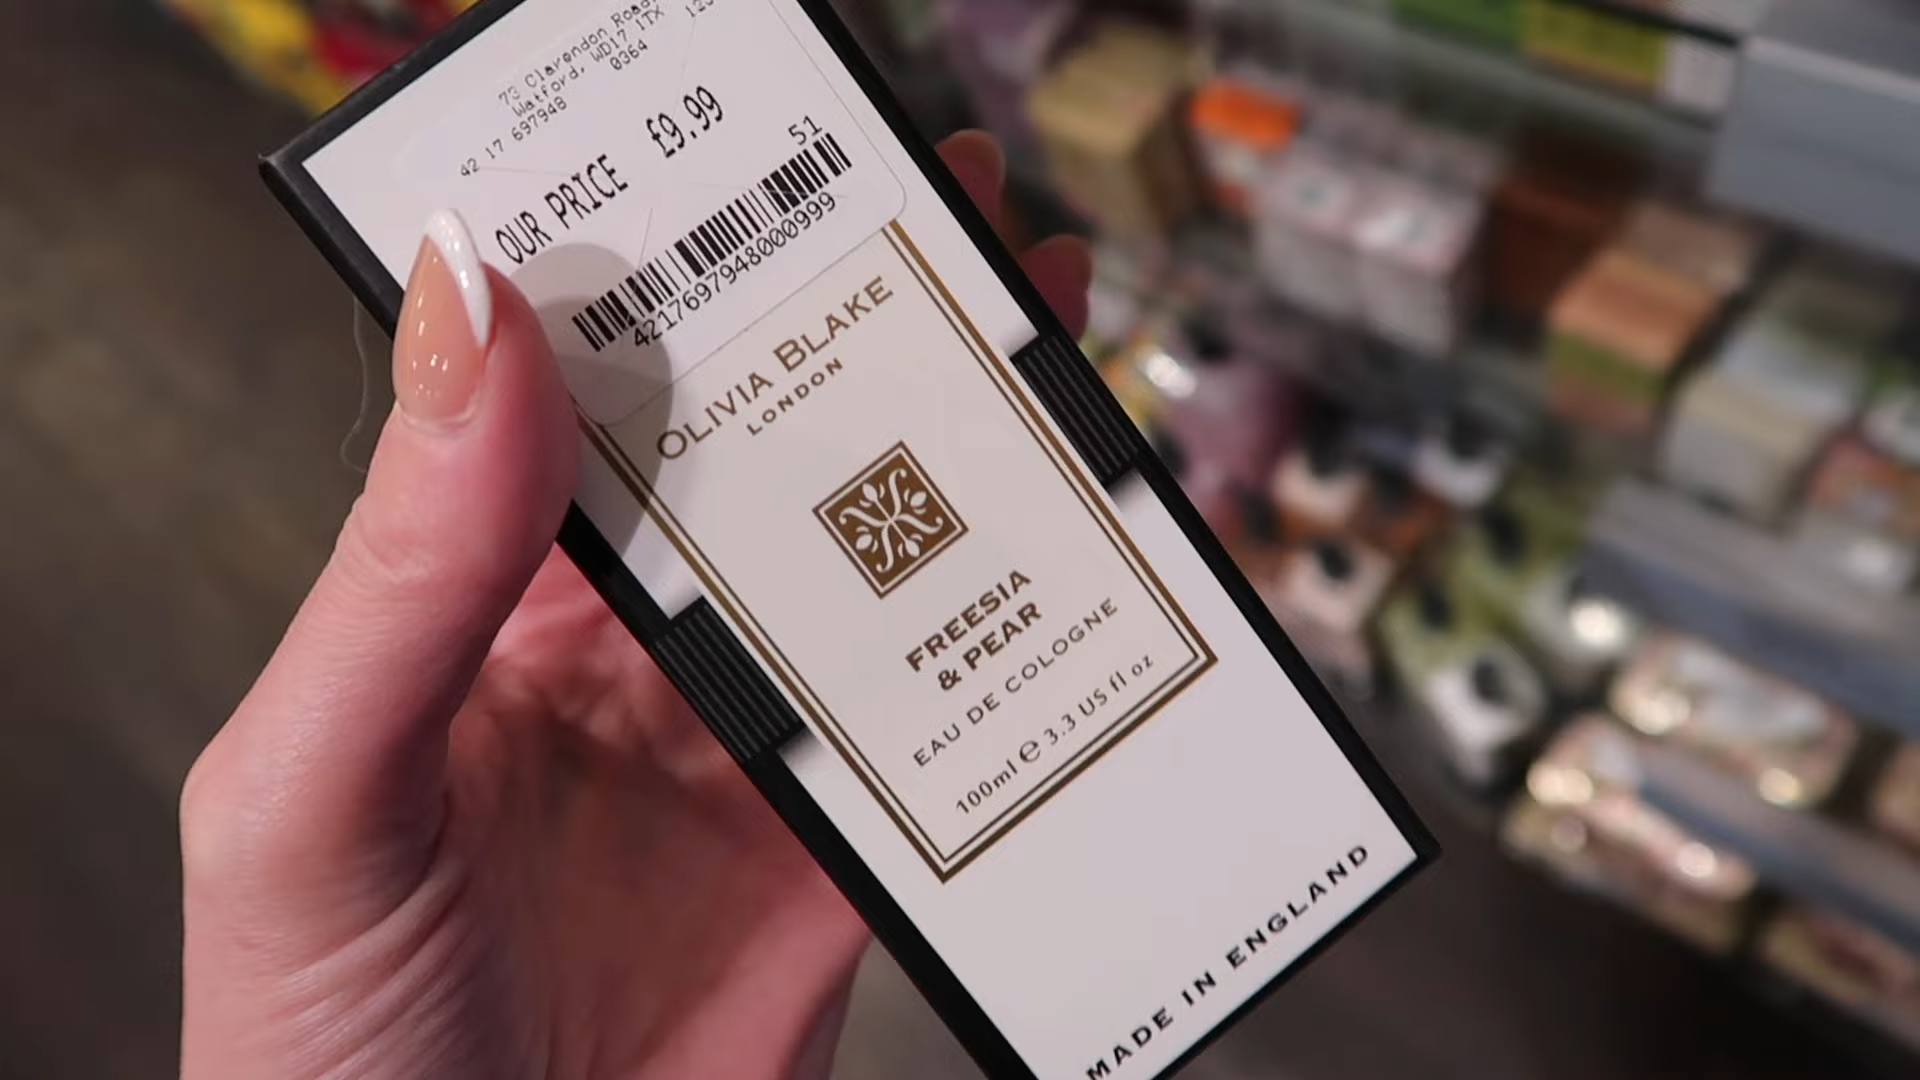 73 Clarendon Road,
Watford, WD17 1TX
0364
42 17 697948
OUR PRICE £9.99
51
4217697948000999
OLIVIA BLAKE
LONDON
FREESIA
& PEAR
EAU DE COLOGNE
100ml e 3.3 US fl oz
MADE IN ENGLAND